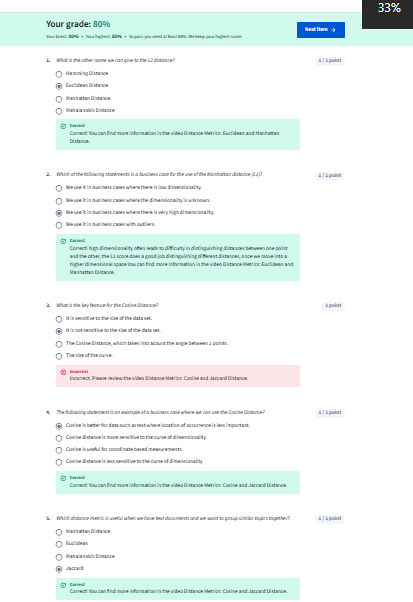 33%
Your grade: 80%
Your latest: 80% • Your highest: 80% • To pass you need at least 80%. We keep your highest score.
Next item →
1. What is the other name we can give to the L2 distance?
1 / 1 point
Hamming Distance
Euclidean Distance
Manhattan Distance
Mahalanobis Distance
Correct
Correct! You can find more information in the video Distance Metrics: Euclidean and Manhattan
Distance.
2. Which of the following statements is a business case for the use of the Manhattan distance (L1)?
1 / 1 point
We use it in business cases where there is low dimensionality.
We use it in business cases where the dimensionality is unknown.
We use it in business cases where there is very high dimensionality.
We use it in business cases with outliers.
Correct
Correct! High dimensionality often leads to difficulty in distinguishing distances between one point
and the other, the L1 score does a good job distinguishing different distances, once we move into a
higher dimensional space You can find more information in the video Distance Metrics: Euclidean and
Manhattan Distance.
3. What is the key feature for the Cosine Distance?
1 point
It is sensitive to the size of the data set.
It is not sensitive to the size of the data set.
The Cosine Distance, which takes into acount the angle between 2 points.
The size of the curve.
Incorrect
Incorrect. Please review the video Distance Metrics: Cosine and Jaccard Distance.
4. The following statement is an example of a business case where we can use the Cosine Distance?
1 / 1 point
Cosine is better for data such as text where location of occurrence is less important.
Cosine distance is more sensitive to the curse of dimensionality
Cosine is useful for coordinate based measurements.
Cosine distance is less sensitive to the curse of dimensionality
Correct
Correct! You can find more information in the video Distance Metrics: Cosine and Jaccard Distance.
5. Which distance metric is useful when we have text documents and we want to group similar topics together?
1 / 1 point
Manhattan Distance
Euclidean
Mahalanobis Distance
Jaccard
Correct
Correct! You can find more information in the video Distance Metrics: Cosine and Jaccard Distance.